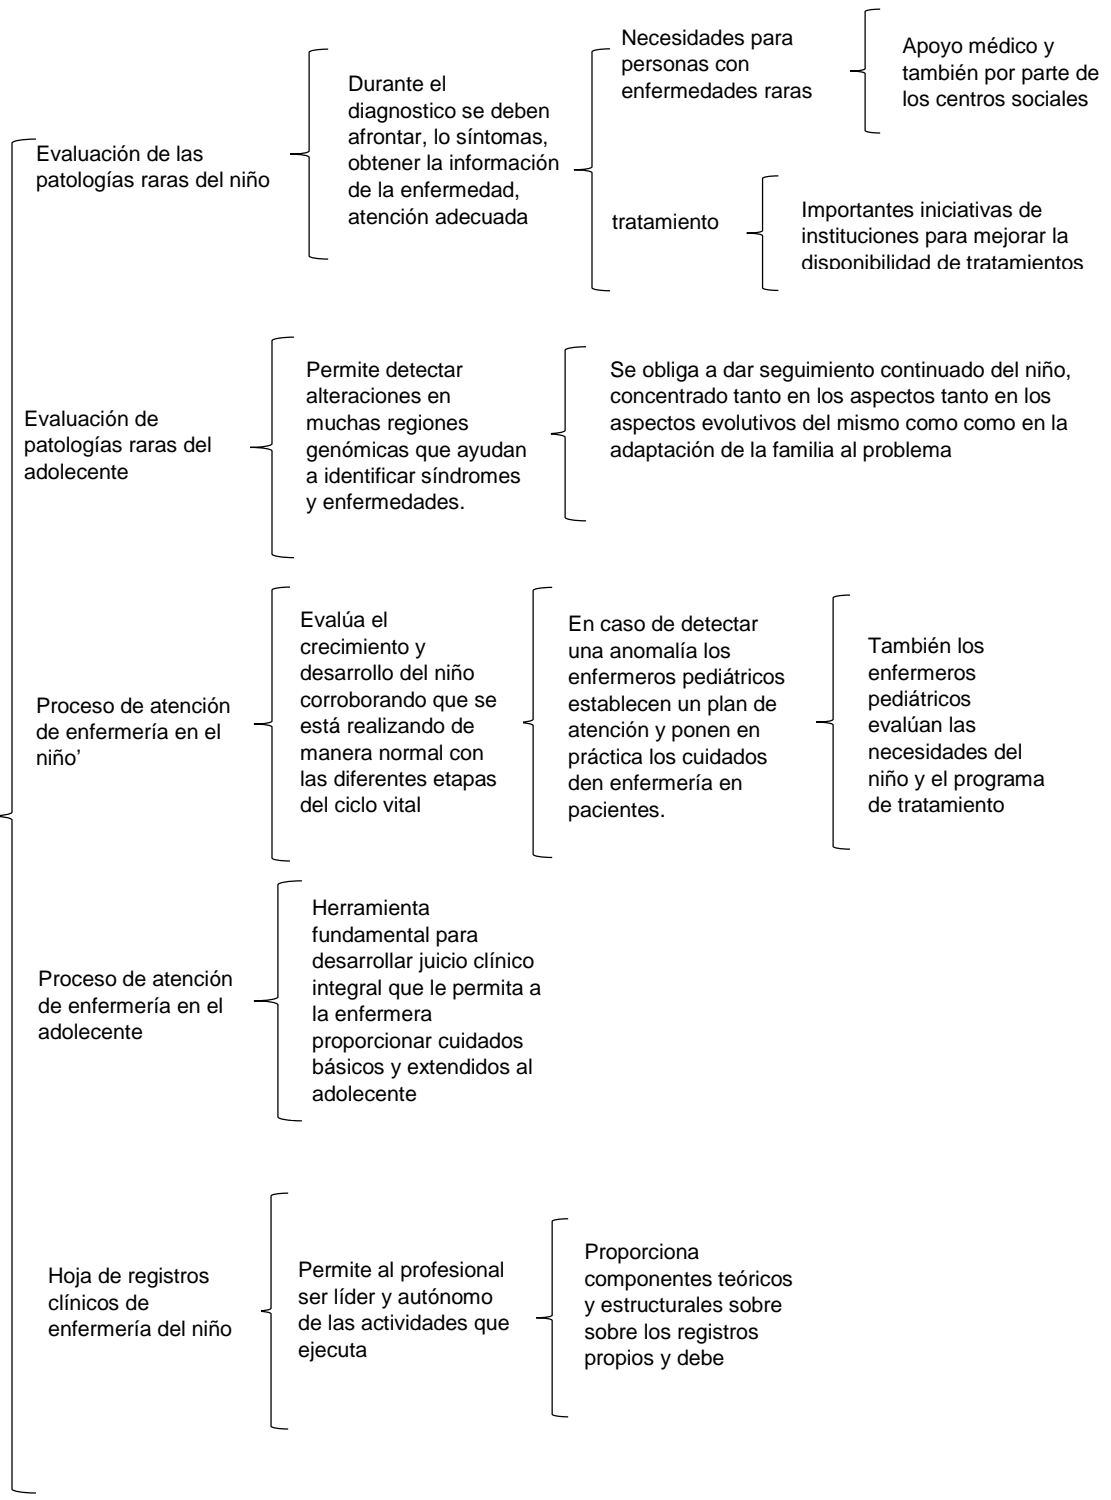 Evaluación de las
patologías raras del niño
Durante el
diagnostico se deben
afrontar, lo síntomas,
obtener la información
de la enfermedad,
atención adecuada
Necesidades para
personas con
enfermedades raras
Apoyo médico y
también por parte de
los centros sociales
tratamiento
Importantes iniciativas de
instituciones para mejorar la
disponibilidad de tratamientos
Evaluación de
patologías raras del
adolecente
Permite detectar
alteraciones en
muchas regiones
genómicas que ayudan
a identificar síndromes
y enfermedades.
Se obliga a dar seguimiento continuado del niño,
concentrado tanto en los aspectos tanto en los
aspectos evolutivos del mismo como como en la
adaptación de la familia al problema
Proceso de atención
de enfermería en el
niño’
Evalúa el
crecimiento y
desarrollo del niño
corroborando que se
está realizando de
manera normal con
las diferentes etapas
del ciclo vital
En caso de detectar
una anomalía los
enfermeros pediátricos
establecen un plan de
atención y ponen en
práctica los cuidados
den enfermería en
pacientes.
También los
enfermeros
pediátricos
evalúan las
necesidades del
niño y el programa
de tratamiento
Proceso de atención
de enfermería en el
adolecente
Herramienta
fundamental para
desarrollar juicio clínico
integral que le permita a
la enfermera
proporcionar cuidados
básicos y extendidos al
adolecente
Hoja de registros
clínicos de
enfermería del niño
Permite al profesional
ser líder y autónomo
de las actividades que
ejecuta
Proporciona
componentes teóricos
y estructurales sobre
sobre los registros
propios y debe